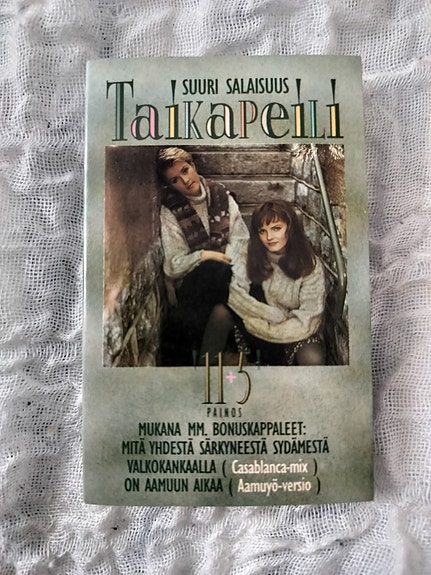 SUURI SALAISUUS
TaiKaPeiLi
'11+5'
PAINOS
MUKANA MM. BONUSKAPPALEET:
MITÄ YHDESTÄ SÄRKYNEESTÄ SYDÄMESTÄ
VALKOKANKAALLA ( Casablanca-mix )
ON AAMUUN AIKAA ( Aamuyö-versio )